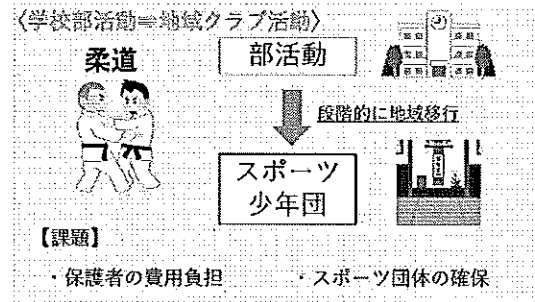 〈学校部活動⇒地域クラブ活動〉
柔道
部活動
段階的に地域移行
スポーツ
少年団
【課題】
・保護者の費用負担
・スポーツ団体の確保